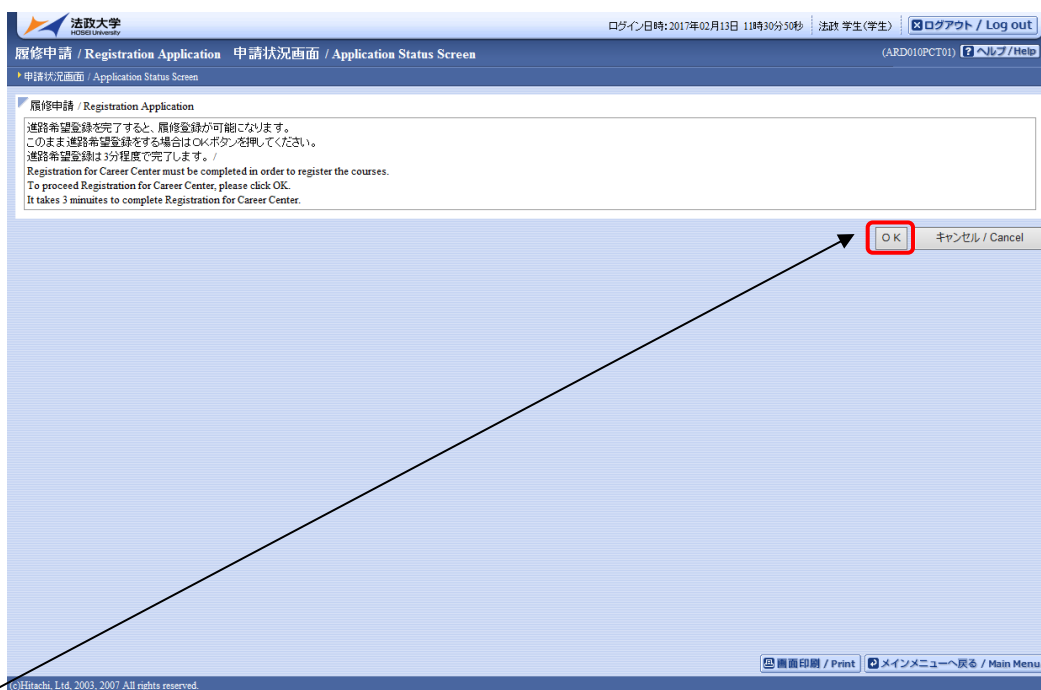 法政大学
HOSEI University
ログイン日時:2017年02月13日 11時30分50秒 法政 学生(学生) ログアウト / Log out
履修申請 / Registration Application 申請状況画面 / Application Status Screen (ARD010PCT01) ヘルプ/Help
申請状況画面 / Application Status Screen
履修申請 / Registration Application
進路希望登録を完了すると、履修登録が可能になります。
このまま進路希望登録をする場合はOKボタンを押してください。
進路希望登録は3分程度で完了します。/
Registration for Career Center must be completed in order to register the courses.
To proceed Registration for Career Center, please click OK.
It takes 3 minuites to complete Registration for Career Center.
OK キャンセル / Cancel
画面印刷 / Print メインメニューへ戻る / Main Menu
(c)Hitachi, Ltd. 2003, 2007 All rights reserved.